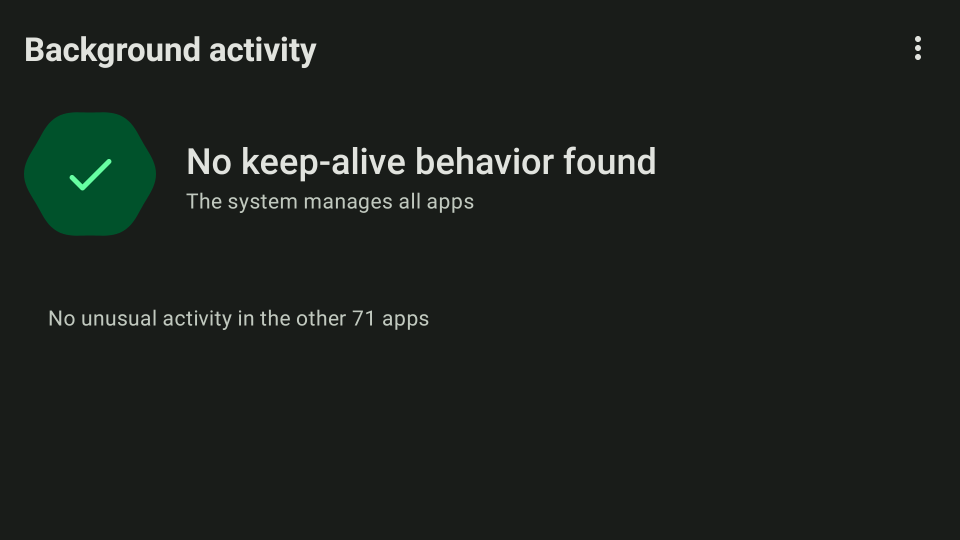 Background activity
No keep-alive behavior found
The system manages all apps
No unusual activity in the other 71 apps